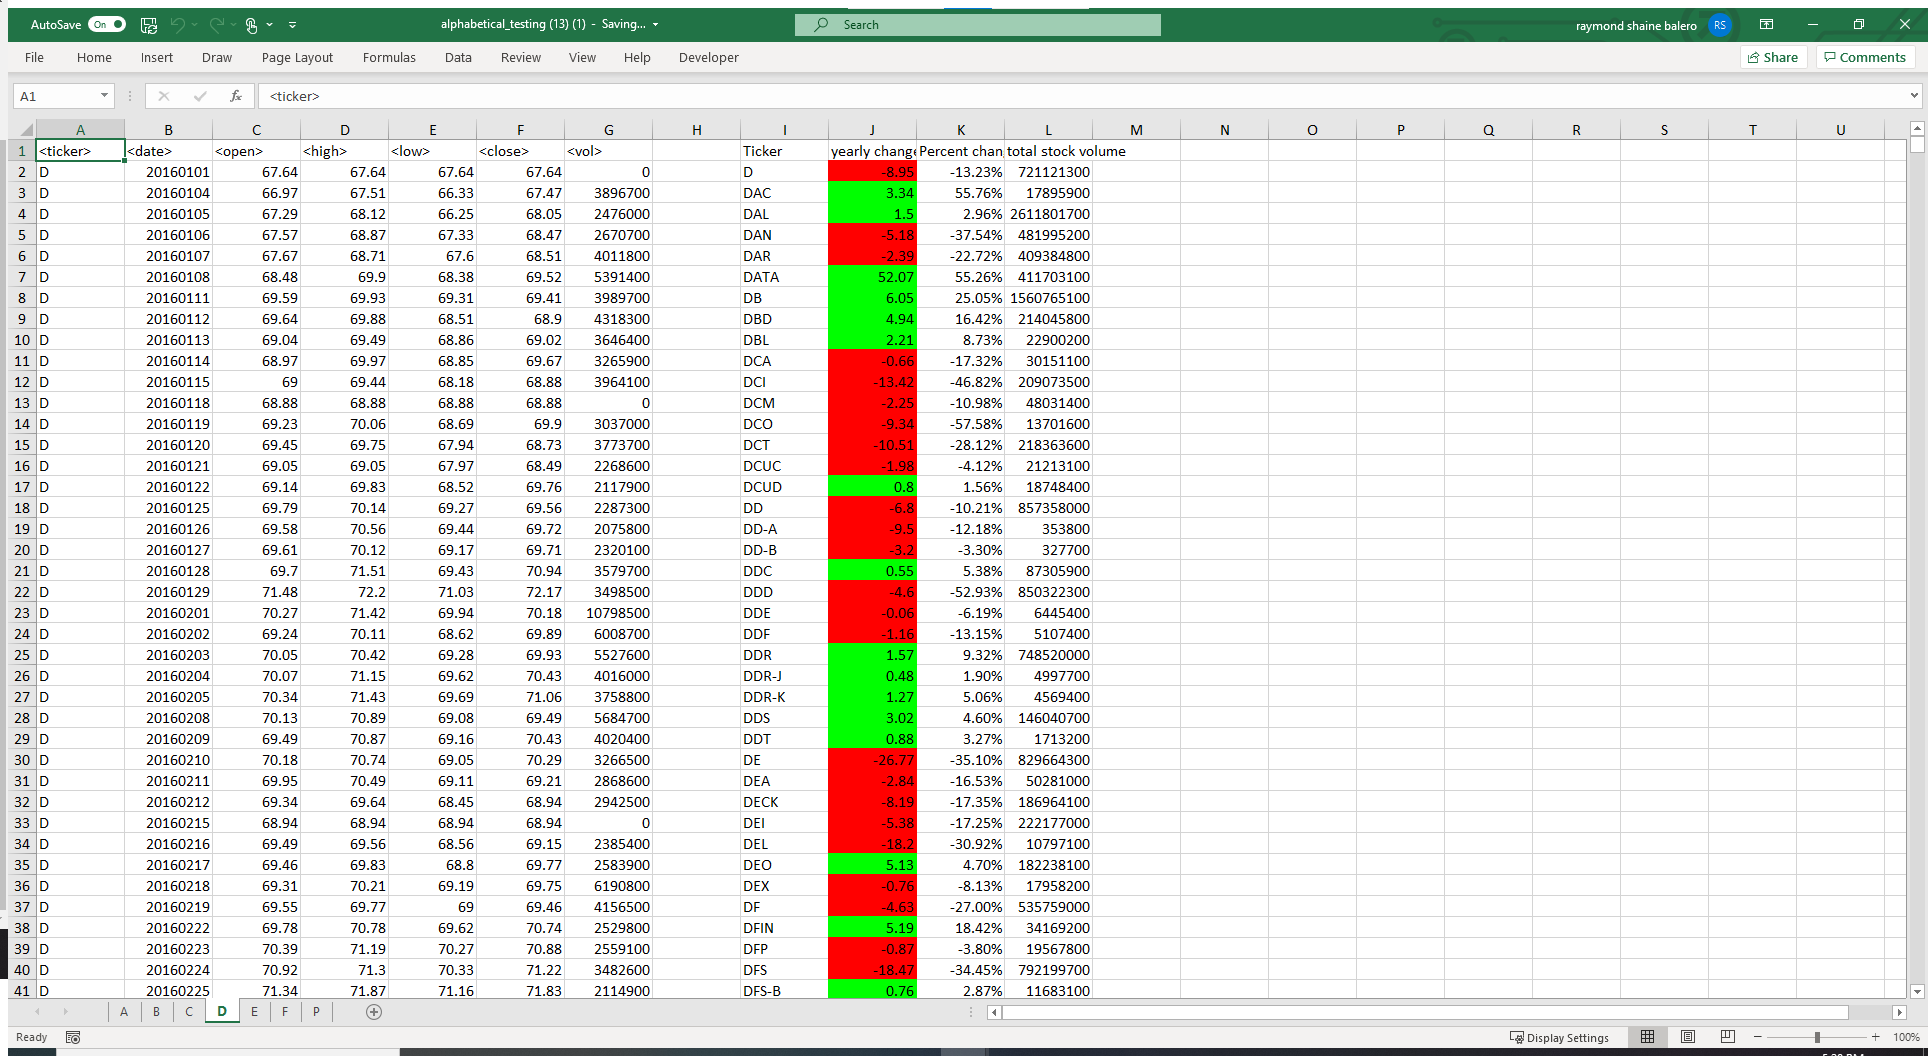 AutoSave On alphabetical_testing (13) (1) - Saving... Search raymond shaine balero RS
File Home Insert Draw Page Layout Formulas Data Review View Help Developer Share Comments
A1 fx <ticker>
A B C D E F G H I J K L M N O P Q R S T U
1 <ticker> <date> <open> <high> <low> <close> <vol> Ticker yearly change Percent chan total stock volume
2 D 20160101 67.64 67.64 67.64 67.64 0 D -8.95 -13.23% 721121300
3 D 20160104 66.97 67.51 66.33 67.47 3896700 DAC 3.34 55.76% 17895900
4 D 20160105 67.29 68.12 66.25 68.05 2476000 DAL 1.5 2.96% 2611801700
5 D 20160106 67.57 68.87 67.33 68.47 2670700 DAN -5.18 -37.54% 481995200
6 D 20160107 67.67 68.71 67.6 68.51 4011800 DAR -2.39 -22.72% 409384800
7 D 20160108 68.48 69.9 68.38 69.52 5391400 DATA 52.07 55.26% 411703100
8 D 20160111 69.59 69.93 69.31 69.41 3989700 DB 6.05 25.05% 1560765100
9 D 20160112 69.64 69.88 68.51 68.9 4318300 DBD 4.94 16.42% 214045800
10 D 20160113 69.04 69.49 68.86 69.02 3646400 DBL 2.21 8.73% 22900200
11 D 20160114 68.97 69.97 68.85 69.67 3265900 DCA -0.66 -17.32% 30151100
12 D 20160115 69 69.44 68.18 68.88 3964100 DCI -13.42 -46.82% 209073500
13 D 20160118 68.88 68.88 68.88 68.88 0 DCM -2.25 -10.98% 48031400
14 D 20160119 69.23 70.06 68.69 69.9 3037000 DCO -9.34 -57.58% 13701600
15 D 20160120 69.45 69.75 67.94 68.73 3773700 DCT -10.51 -28.12% 218363600
16 D 20160121 69.05 69.05 67.97 68.49 2268600 DCUC -1.98 -4.12% 21213100
17 D 20160122 69.14 69.83 68.52 69.76 2117900 DCUD 0.8 1.56% 18748400
18 D 20160125 69.79 70.14 69.27 69.56 2287300 DD -6.8 -10.21% 857358000
19 D 20160126 69.58 70.56 69.44 69.72 2075800 DD-A -9.5 -12.18% 353800
20 D 20160127 69.61 70.12 69.17 69.71 2320100 DD-B -3.2 -3.30% 327700
21 D 20160128 69.7 71.51 69.43 70.94 3579700 DDC 0.55 5.38% 87305900
22 D 20160129 71.48 72.2 71.03 72.17 3498500 DDD -4.6 -52.93% 850322300
23 D 20160201 70.27 71.42 69.94 70.18 10798500 DDE -0.06 -6.19% 6445400
24 D 20160202 69.24 70.11 68.62 69.89 6008700 DDF -1.16 -13.15% 5107400
25 D 20160203 70.05 70.42 69.28 69.93 5527600 DDR 1.57 9.32% 748520000
26 D 20160204 70.07 71.15 69.62 70.43 4016000 DDR-J 0.48 1.90% 4997700
27 D 20160205 70.34 71.43 69.69 71.06 3758800 DDR-K 1.27 5.06% 4569400
28 D 20160208 70.13 70.89 69.08 69.49 5684700 DDS 3.02 4.60% 146040700
29 D 20160209 69.49 70.87 69.16 70.43 4020400 DDT 0.88 3.27% 1713200
30 D 20160210 70.18 70.74 69.05 70.29 3266500 DE -26.77 -35.10% 829664300
31 D 20160211 69.95 70.49 69.11 69.21 2868600 DEA -2.84 -16.53% 50281000
32 D 20160212 69.34 69.64 68.45 68.94 2942500 DECK -8.19 -17.35% 186964100
33 D 20160215 68.94 68.94 68.94 68.94 0 DEI -5.38 -17.25% 222177000
34 D 20160216 69.49 69.56 68.56 69.15 2385400 DEL -18.2 -30.92% 10797100
35 D 20160217 69.46 69.83 68.8 69.77 2583900 DEO 5.13 4.70% 182238100
36 D 20160218 69.31 70.21 69.19 69.75 6190800 DEX -0.76 -8.13% 17958200
37 D 20160219 69.55 69.77 69 69.46 4156500 DF -4.63 -27.00% 535759000
38 D 20160222 69.78 70.78 69.62 70.74 2529800 DFIN 5.19 18.42% 34169200
39 D 20160223 70.39 71.19 70.27 70.88 2559100 DFP -0.87 -3.80% 19567800
40 D 20160224 70.92 71.3 70.33 71.22 3482600 DFS -18.47 -34.45% 792199700
41 D 20160225 71.34 71.87 71.16 71.83 2114900 DFS-B 0.76 2.87% 11683100
A B C D E F P
Ready Display Settings 100%